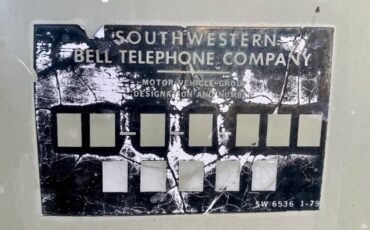 SOUTHWESTERN
BELL TELEPHONE COMPANY
MOTOR-VEHICLE-GROUP
DESIGNATION AND NUMBER
SW 6536 1-79